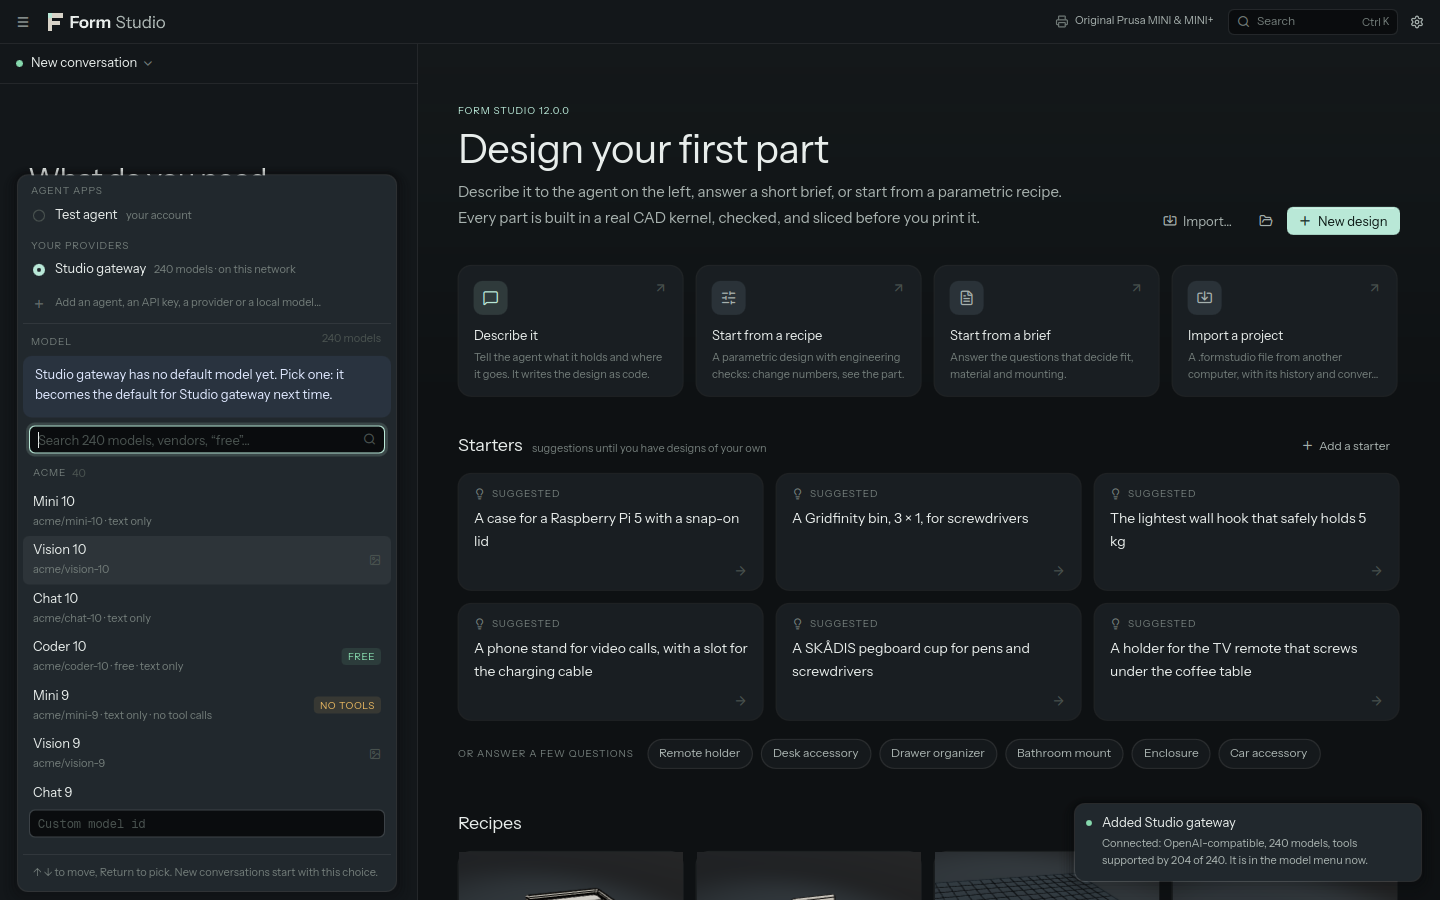 Form Studio
Original Prusa MINI & MINI+
Search
Ctrl K
New conversation
AGENT APPS
Test agent your account
YOUR PROVIDERS
Studio gateway 240 models · on this network
Add an agent, an API key, a provider or a local model...
MODEL
240 models
Studio gateway has no default model yet. Pick one: it
becomes the default for Studio gateway next time.
Search 240 models, vendors, “free”...
ACME 40
Mini 10
acme/mini-10 · text only
Vision 10
acme/vision-10
Chat 10
acme/chat-10 · text only
Coder 10
acme/coder-10 · free · text only
FREE
Mini 9
acme/mini-9 · text only · no tool calls
NO TOOLS
Vision 9
acme/vision-9
Chat 9
Custom model id
↑↓ to move, Return to pick. New conversations start with this choice.
FORM STUDIO 12.0.0
Design your first part
Describe it to the agent on the left, answer a short brief, or start from a parametric recipe.
Every part is built in a real CAD kernel, checked, and sliced before you print it.
Import...
New design
Describe it
Tell the agent what it holds and where
it goes. It writes the design as code.
Start from a recipe
A parametric design with engineering
checks: change numbers, see the part.
Start from a brief
Answer the questions that decide fit,
material and mounting.
Import a project
A .formstudio file from another
computer, with its history and conver...
Starters suggestions until you have designs of your own
Add a starter
SUGGESTED
A case for a Raspberry Pi 5 with a snap-on
lid
SUGGESTED
A Gridfinity bin, 3 × 1, for screwdrivers
SUGGESTED
The lightest wall hook that safely holds 5
kg
SUGGESTED
A phone stand for video calls, with a slot for
the charging cable
SUGGESTED
A SKÅDIS pegboard cup for pens and
screwdrivers
SUGGESTED
A holder for the TV remote that screws
under the coffee table
OR ANSWER A FEW QUESTIONS
Remote holder
Desk accessory
Drawer organizer
Bathroom mount
Enclosure
Car accessory
Recipes
Added Studio gateway
Connected: OpenAI-compatible, 240 models, tools
supported by 204 of 240. It is in the model menu now.